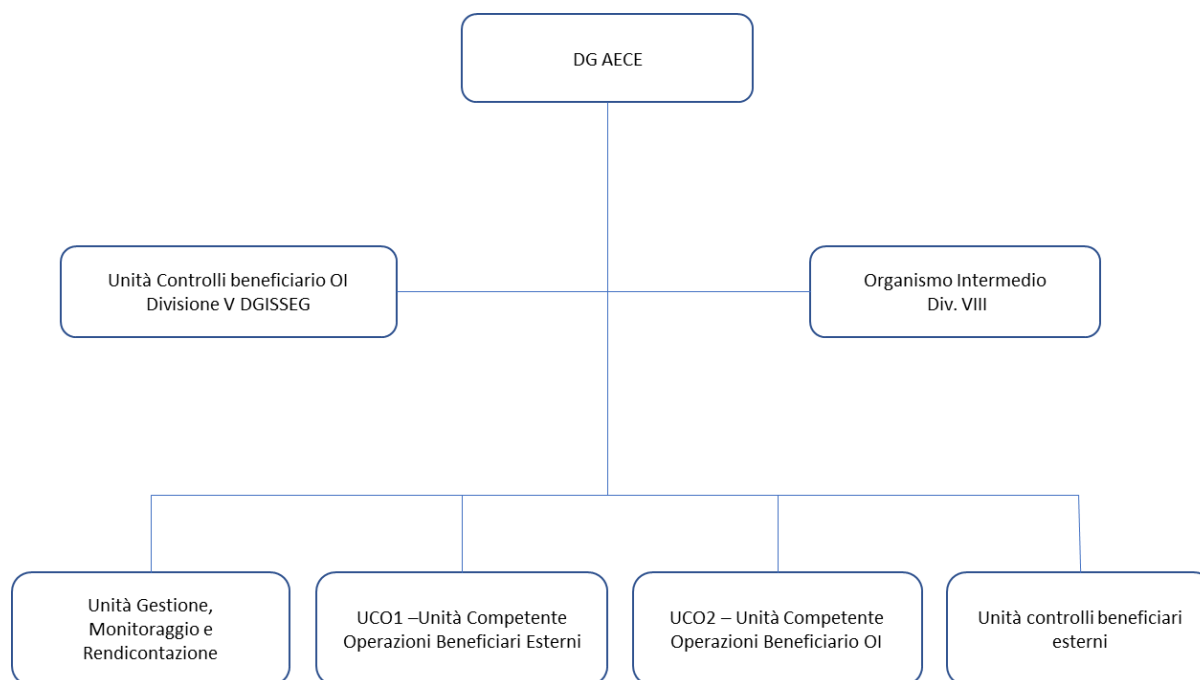 DG AECE
Unità Controlli beneficiario OI
Divisione V DGISSEG
Organismo Intermedio
Div. VIII
Unità Gestione,
Monitoraggio e
Rendicontazione
UCO1 –Unità Competente
Operazioni Beneficiari Esterni
UCO2 – Unità Competente
Operazioni Beneficiario OI
Unità controlli beneficiari
esterni